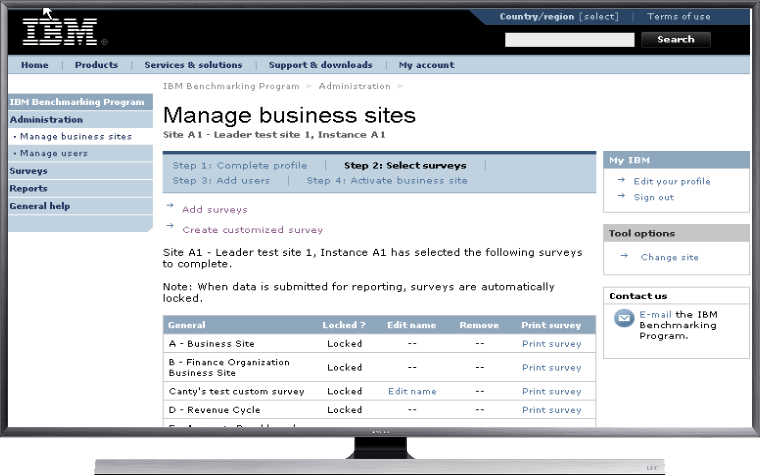 IBM®
Country/region [select] | Terms of use
Search
Home | Products | Services & solutions | Support & downloads | My account
IBM Benchmarking Program > Administration >
IBM Benchmarking Program
Administration
• Manage business sites
• Manage users
Surveys
Reports
General help
Manage business sites
Site A1 - Leader test site 1, Instance A1
Step 1: Complete profile | Step 2: Select surveys |
Step 3: Add users | Step 4: Activate business site
→ Add surveys
→ Create customized survey
Site A1 - Leader test site 1, Instance A1 has selected the following surveys
to complete.
Note: When data is submitted for reporting, surveys are automatically
locked.
General Locked ? Edit name Remove Print survey
A - Business Site Locked -- -- Print survey
B - Finance Organization
Business Site Locked -- -- Print survey
Canty's test custom survey Locked Edit name -- Print survey
D - Revenue Cycle Locked -- -- Print survey
My IBM
→ Edit your profile
→ Sign out
Tool options
→ Change site
Contact us
E-mail the IBM
Benchmarking
Program.